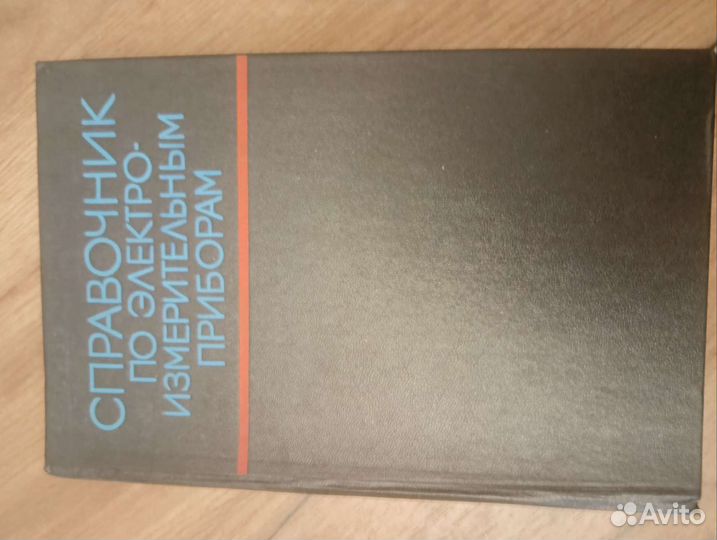 СПРАВОЧНИК
ПО ЭЛЕКТРО-
ИЗМЕРИТЕЛЬНЫМ
ПРИБОРАМ
Avito